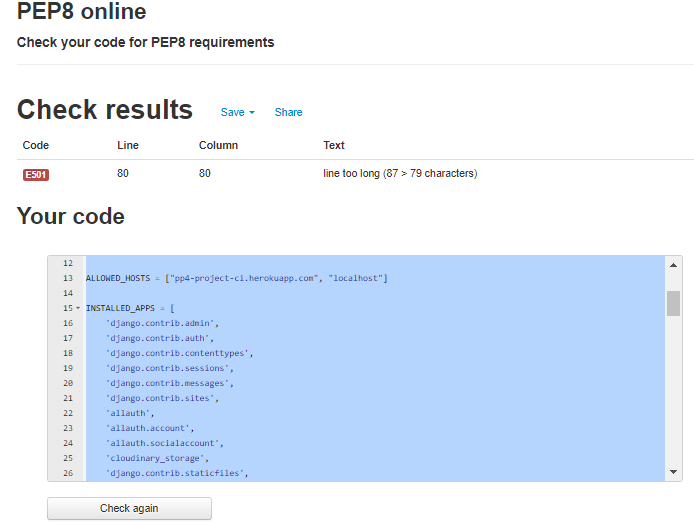 PEP8 online
Check your code for PEP8 requirements
Check results Save Share
Code Line Column Text
E501 80 80 line too long (87 > 79 characters)
Your code
12
13 ALLOWED_HOSTS = ["pp4-project-ci.herokuapp.com", "localhost"]
14
15 INSTALLED_APPS = [
16 'django.contrib.admin',
17 'django.contrib.auth',
18 'django.contrib.contenttypes',
19 'django.contrib.sessions',
20 'django.contrib.messages',
21 'django.contrib.sites',
22 'allauth',
23 'allauth.account',
24 'allauth.socialaccount',
25 'cloudinary_storage',
26 'django.contrib.staticfiles',
Check again